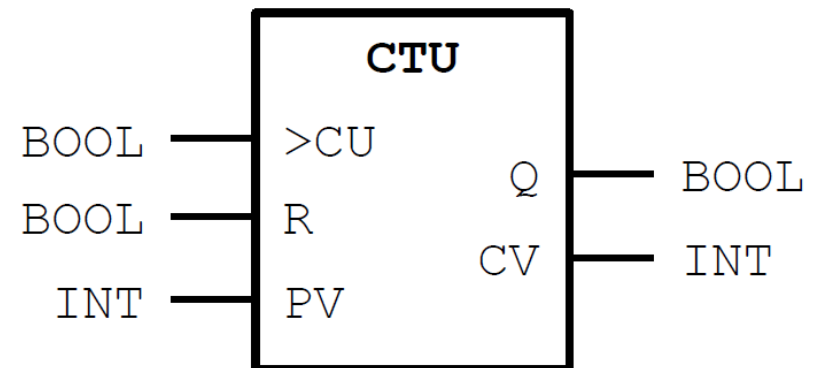 CTU
BOOL >CU
Q BOOL
BOOL R
CV INT
INT PV